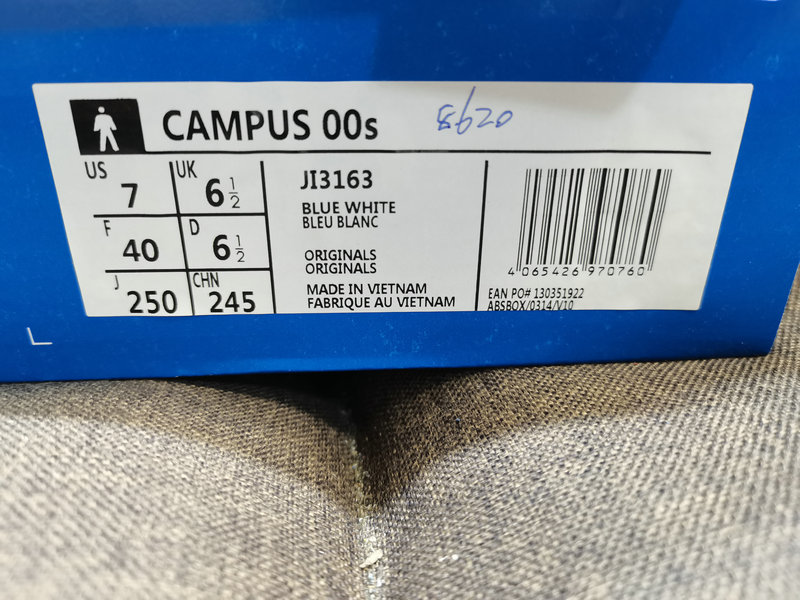 CAMPUS 00s 8620
US 7 UK 6 1/2
F 40 D 6 1/2
J 250 CHN 245
JI3163
BLUE WHITE
BLEU BLANC
ORIGINALS
ORIGINALS
MADE IN VIETNAM
FABRIQUE AU VIETNAM
4 065426 970760
EAN PO# 130351922
ABSBOX/0314/V10